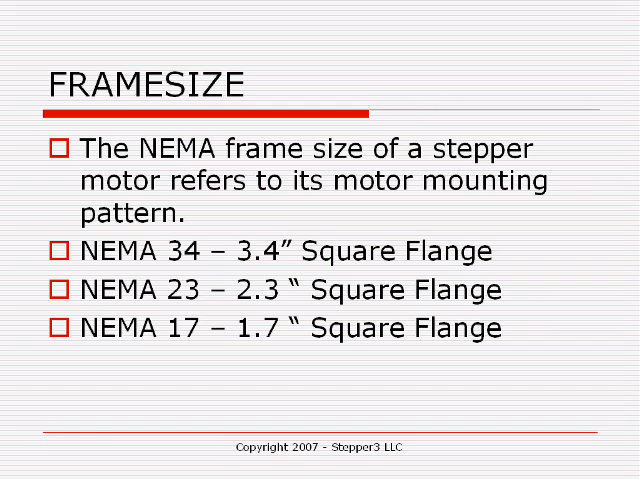 FRAMESIZE
The NEMA frame size of a stepper
motor refers to its motor mounting
pattern.
NEMA 34 – 3.4” Square Flange
NEMA 23 – 2.3 “ Square Flange
NEMA 17 – 1.7 “ Square Flange
Copyright 2007 - Stepper3 LLC